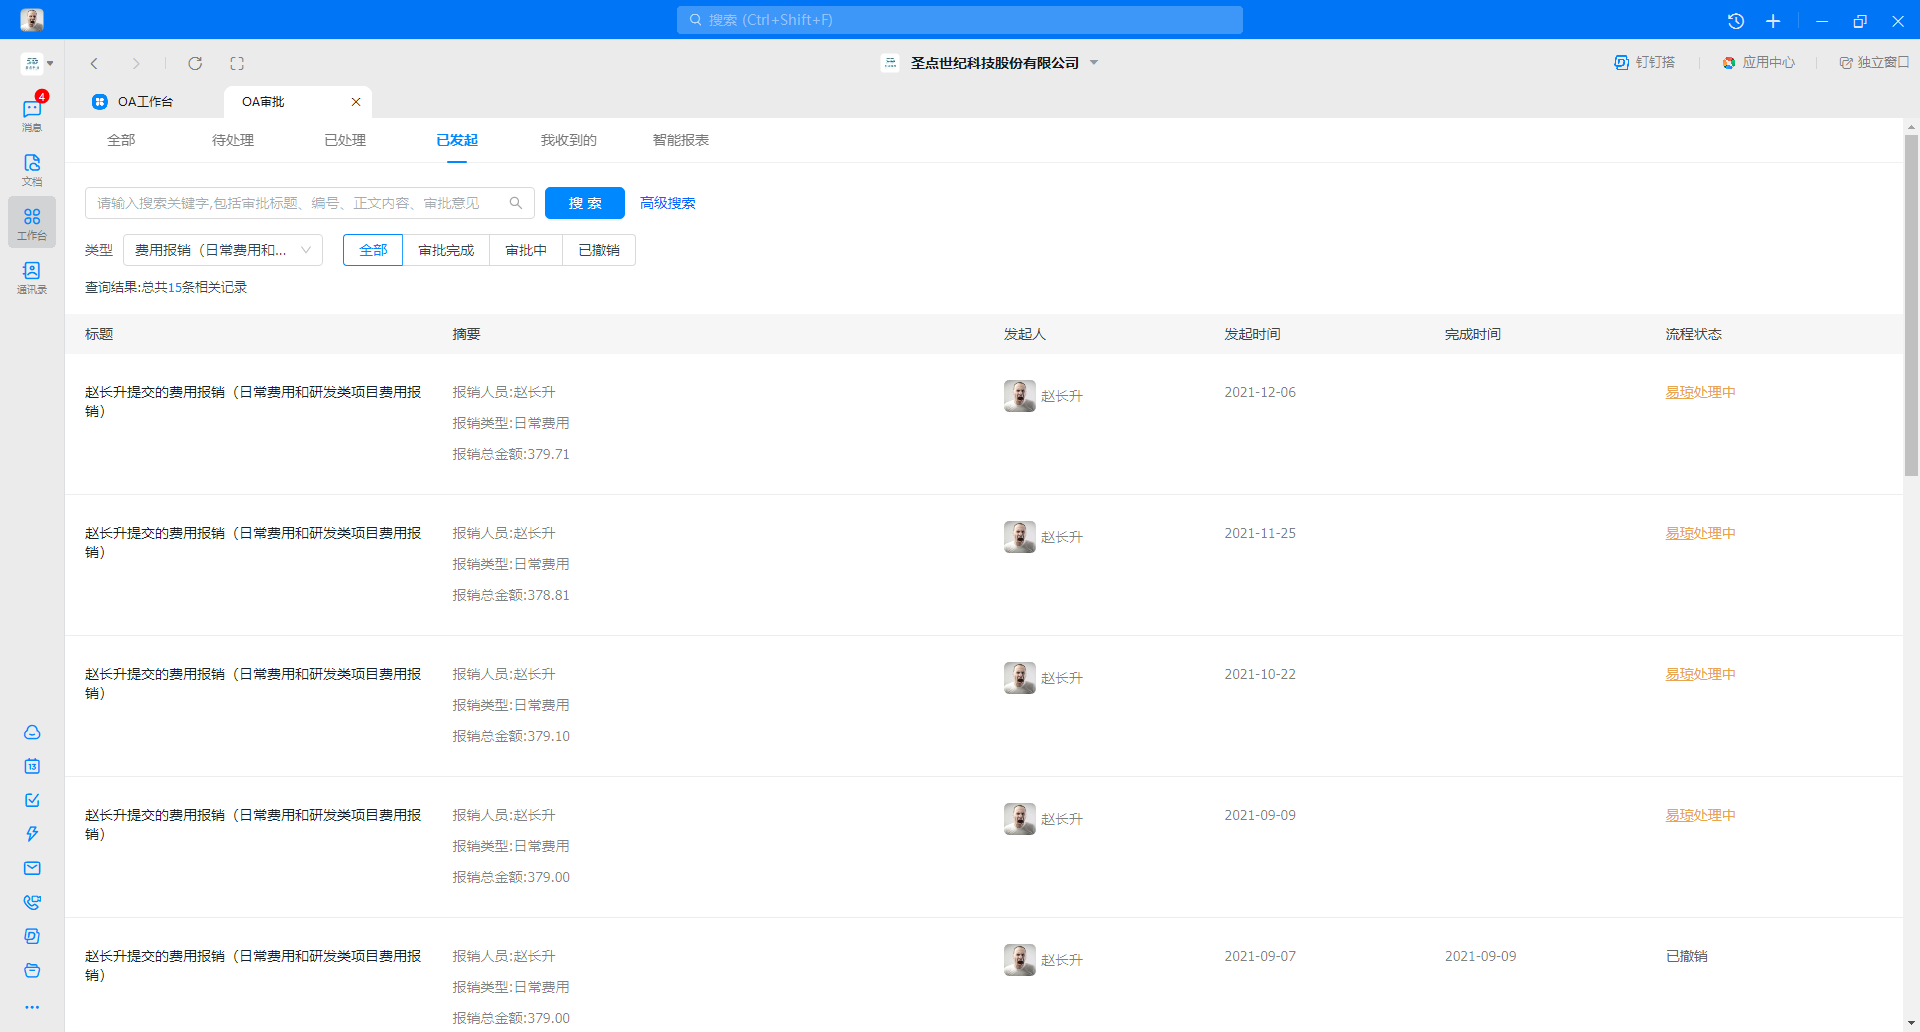 搜索 (Ctrl+Shift+F)
圣点世纪科技股份有限公司
钉钉搭
应用中心
独立窗口
4
消息
文档
工作台
通讯录
13
OA工作台
OA审批
全部
待处理
已处理
已发起
我收到的
智能报表
请输入搜索关键字,包括审批标题、编号、正文内容、审批意见
搜 索
高级搜索
类型
费用报销（日常费用和...
全部
审批完成
审批中
已撤销
查询结果:总共15条相关记录
标题
摘要
发起人
发起时间
完成时间
流程状态
赵长升提交的费用报销（日常费用和研发类项目费用报
销）
报销人员:赵长升
报销类型:日常费用
报销总金额:379.71
赵长升
2021-12-06
易琼处理中
赵长升提交的费用报销（日常费用和研发类项目费用报
销）
报销人员:赵长升
报销类型:日常费用
报销总金额:378.81
赵长升
2021-11-25
易琼处理中
赵长升提交的费用报销（日常费用和研发类项目费用报
销）
报销人员:赵长升
报销类型:日常费用
报销总金额:379.10
赵长升
2021-10-22
易琼处理中
赵长升提交的费用报销（日常费用和研发类项目费用报
销）
报销人员:赵长升
报销类型:日常费用
报销总金额:379.00
赵长升
2021-09-09
易琼处理中
赵长升提交的费用报销（日常费用和研发类项目费用报
销）
报销人员:赵长升
报销类型:日常费用
报销总金额:379.00
赵长升
2021-09-07
2021-09-09
已撤销